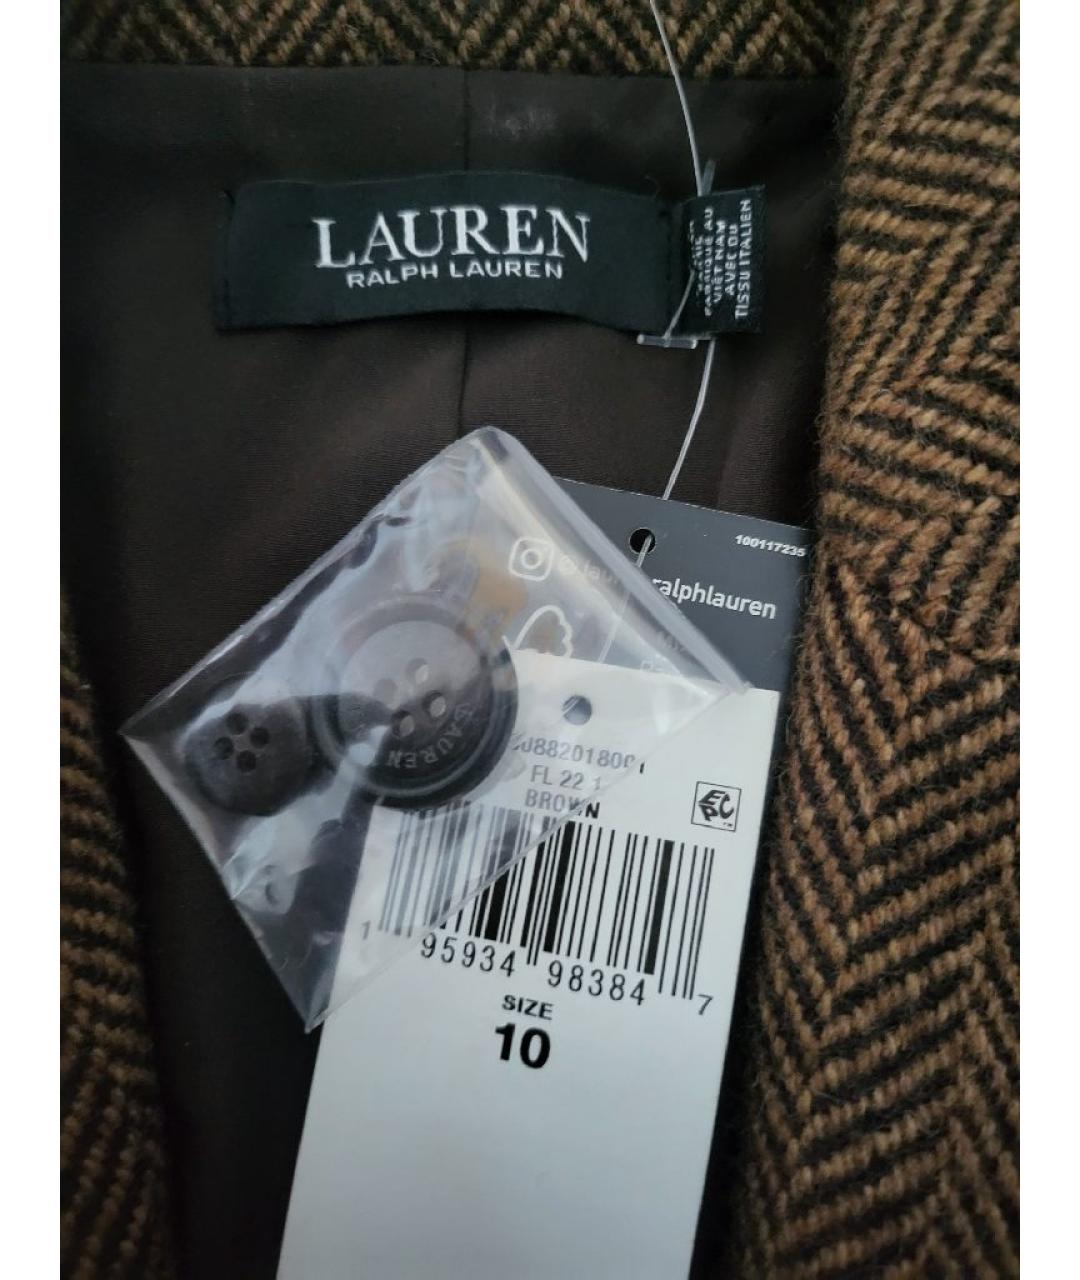 LAUREN
RALPH LAUREN
FABRIQUÉ AU
VIET NAM
AVEC DU
TISSU ITALIEN
100117235
ralphlauren
LAUREN
FL 22 1
BROWN
EPC
1 95934 98384 7
SIZE
10